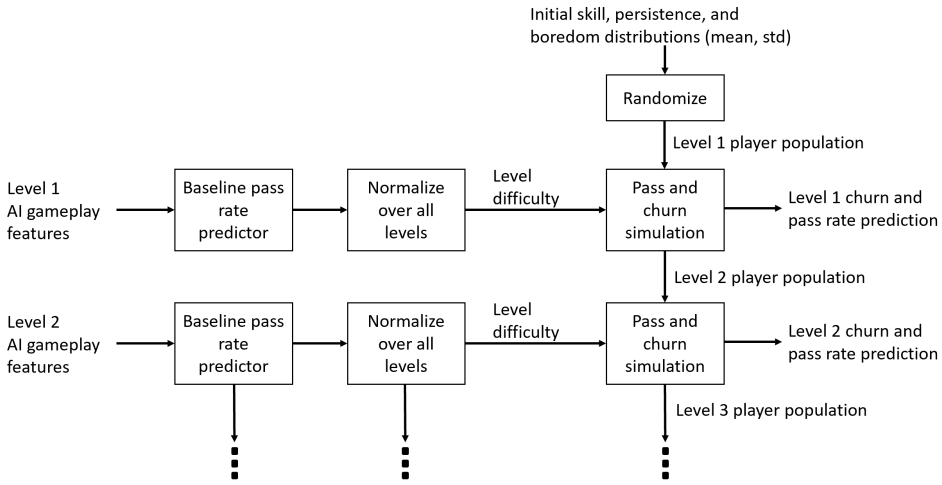 Initial skill, persistence, and
boredom distributions (mean, std)
Randomize
Level 1 player population
Level 1
AI gameplay
features
Baseline pass
rate
predictor
Normalize
over all
levels
Level
difficulty
Pass and
churn
simulation
Level 1 churn and
pass rate prediction
Level 2 player population
Level 2
AI gameplay
features
Baseline pass
rate
predictor
Normalize
over all
levels
Level
difficulty
Pass and
churn
simulation
Level 2 churn and
pass rate prediction
Level 3 player population